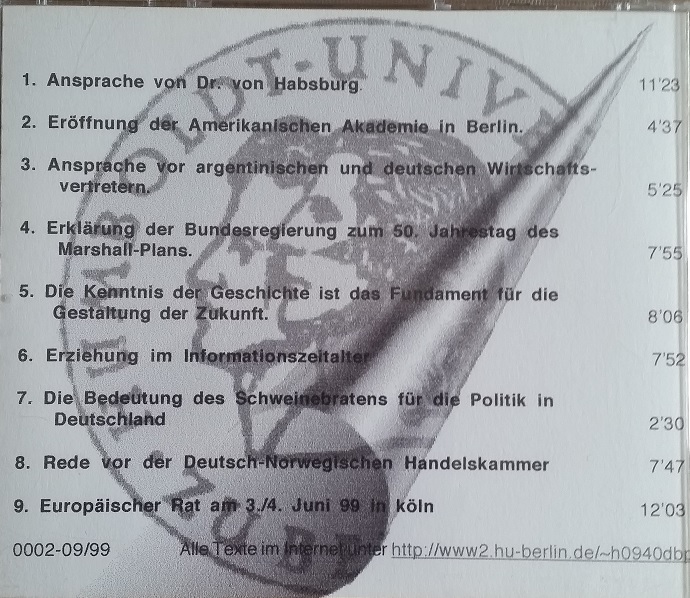 HUMBOLDT-UNIVE
· ZU BE
1. Ansprache von Dr. von Habsburg. 11'23
2. Eröffnung der Amerikanischen Akademie in Berlin. 4'37
3. Ansprache vor argentinischen und deutschen Wirtschafts-
vertretern. 5'25
4. Erklärung der Bundesregierung zum 50. Jahrestag des
Marshall-Plans. 7'55
5. Die Kenntnis der Geschichte ist das Fundament für die
Gestaltung der Zukunft. 8'06
6. Erziehung im Informationszeitalter 7'52
7. Die Bedeutung des Schweinebratens für die Politik in
Deutschland 2'30
8. Rede vor der Deutsch-Norwegischen Handelskammer 7'47
9. Europäischer Rat am 3./4. Juni 99 in köln 12'03
0002-09/99 Alle Texte im Internet unter http://www2.hu-berlin.de/~h0940dbp